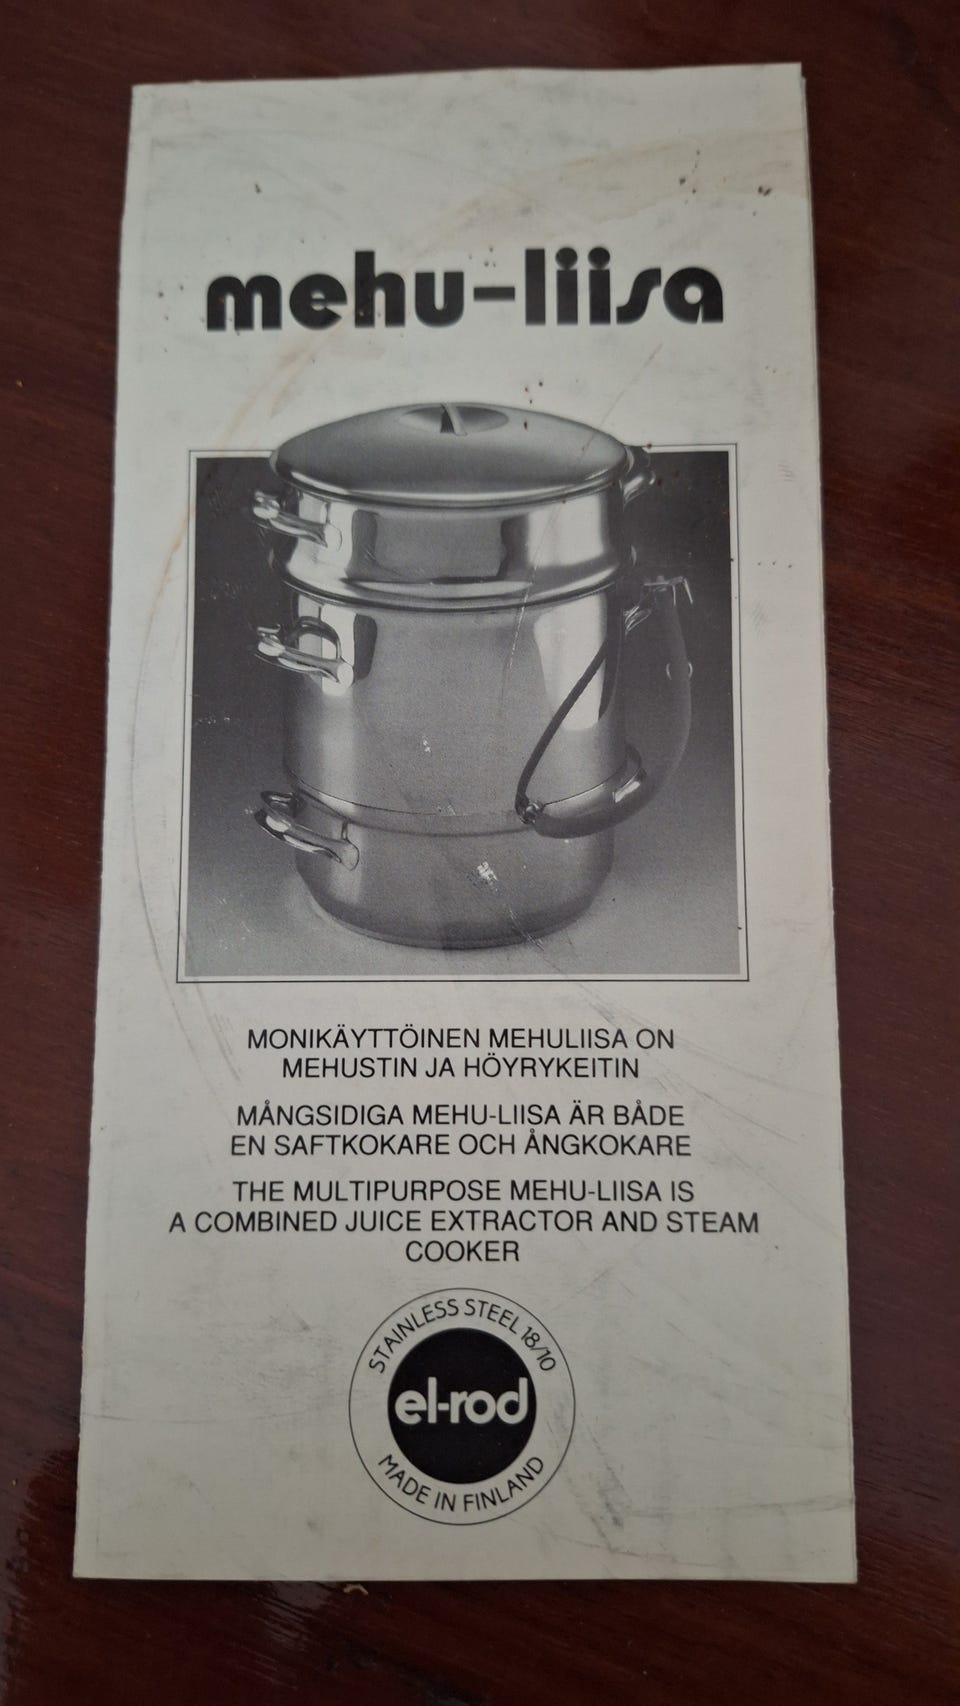 mehu-liisa
MONIKÄYTTÖINEN MEHULIISA ON
MEHUSTIN JA HÖYRYKEITIN
MÅNGSIDIGA MEHU-LIISA ÄR BÅDE
EN SAFTKOKARE OCH ÅNGKOKARE
THE MULTIPURPOSE MEHU-LIISA IS
A COMBINED JUICE EXTRACTOR AND STEAM
COOKER
STAINLESS STEEL 18/10
el-rod
MADE IN FINLAND